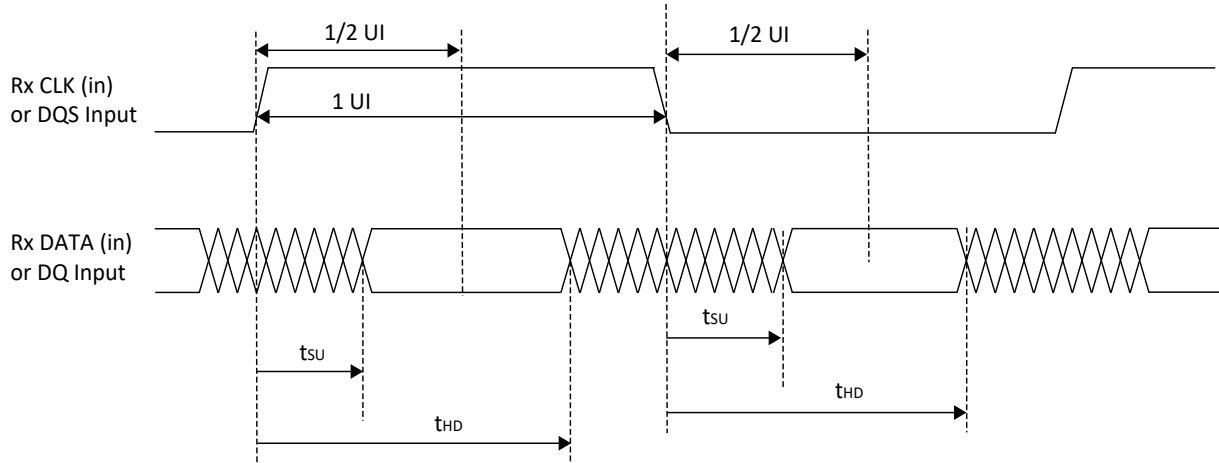 1/2 UI
1/2 UI
Rx CLK (in)
or DQS Input
1 UI
Rx DATA (in)
or DQ Input
tSU
tSU
tHD
tHD